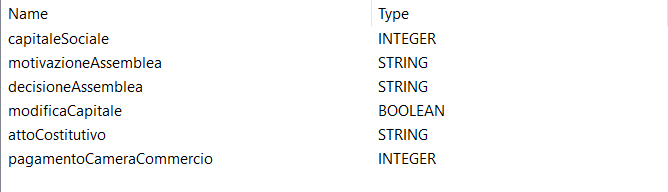 Name Type
capitaleSociale INTEGER
motivazioneAssemblea STRING
decisioneAssemblea STRING
modificaCapitale BOOLEAN
attoCostitutivo STRING
pagamentoCameraCommercio INTEGER